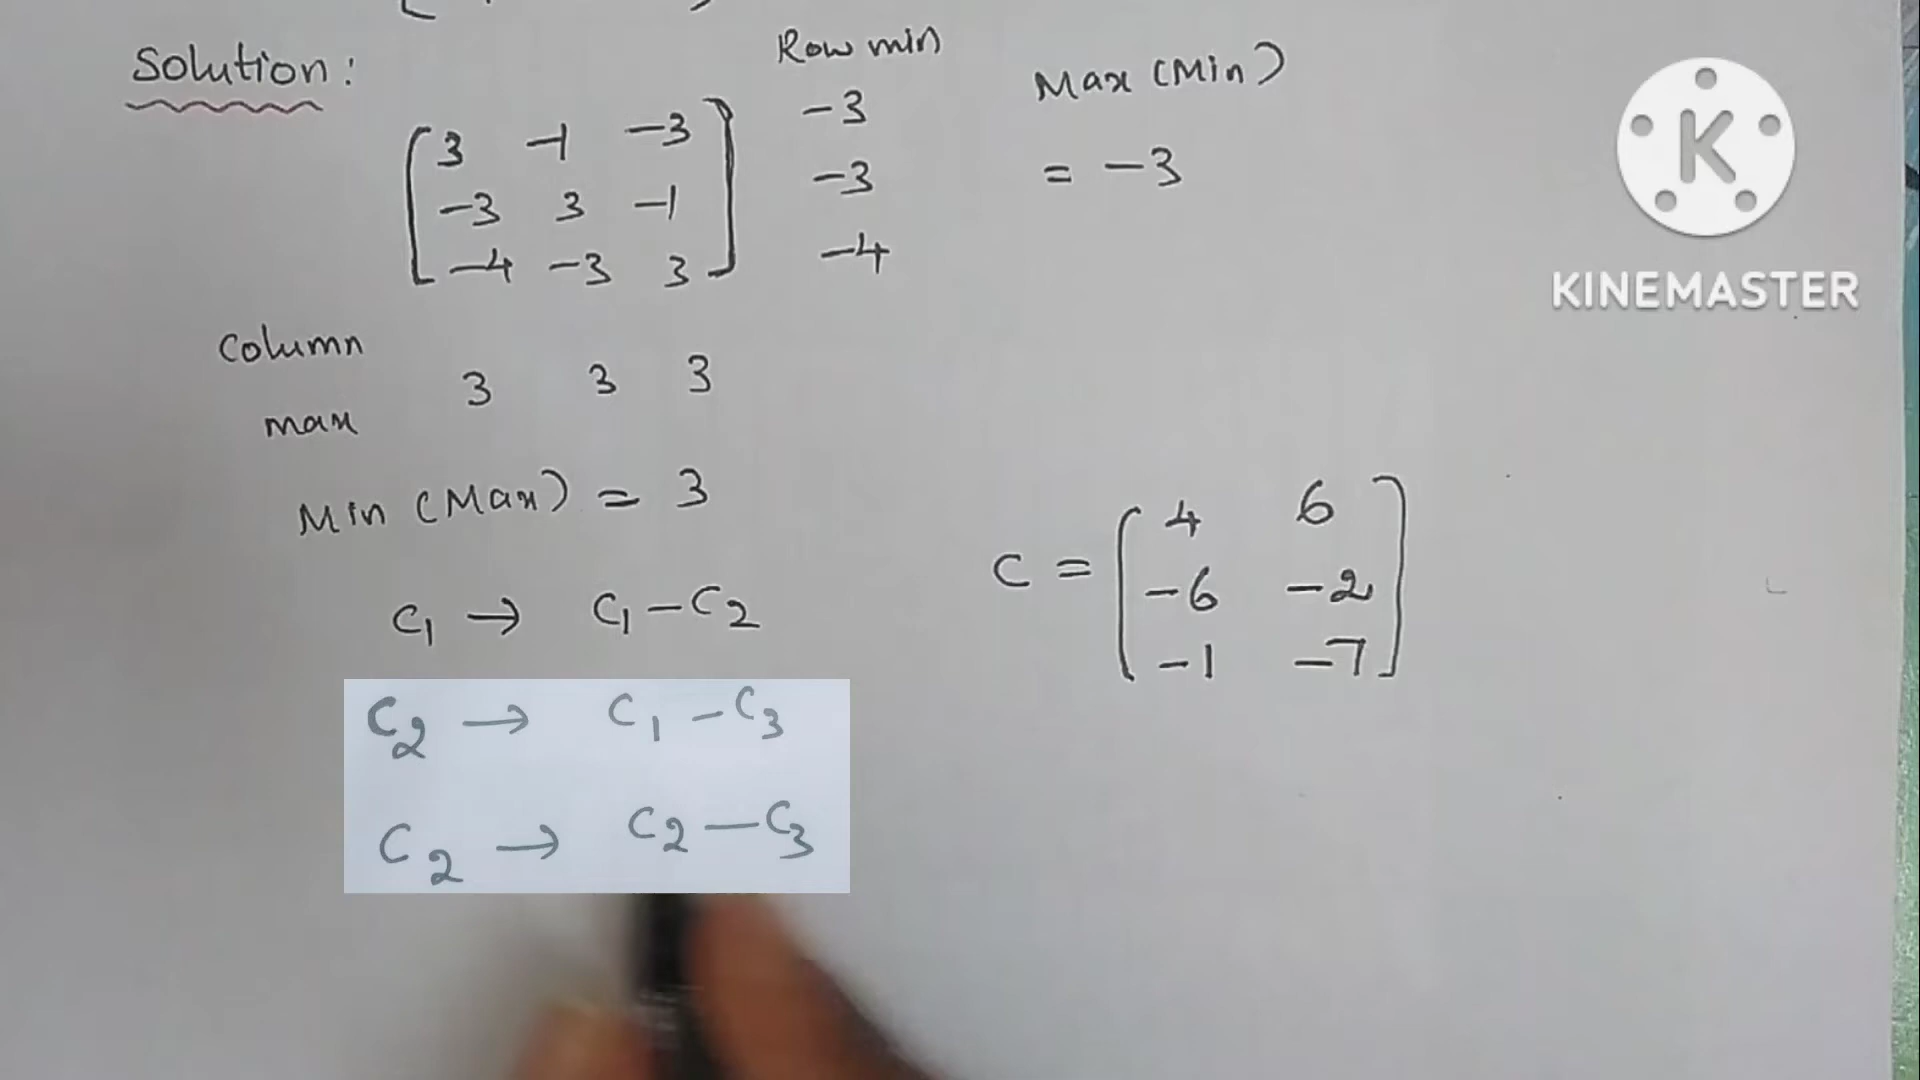 Solution:
Row min
Max (Min)
3 -1 -3
-3
-3 3 -1
-3
= -3
-4 -3 3
-4
KINEMASTER
Column
max
3 3 3
Min (Max) = 3
C = [4 6
-6 -2
-1 -7]
C1 → C1 - C2
C2 → C1 - C3
C2 → C2 - C3